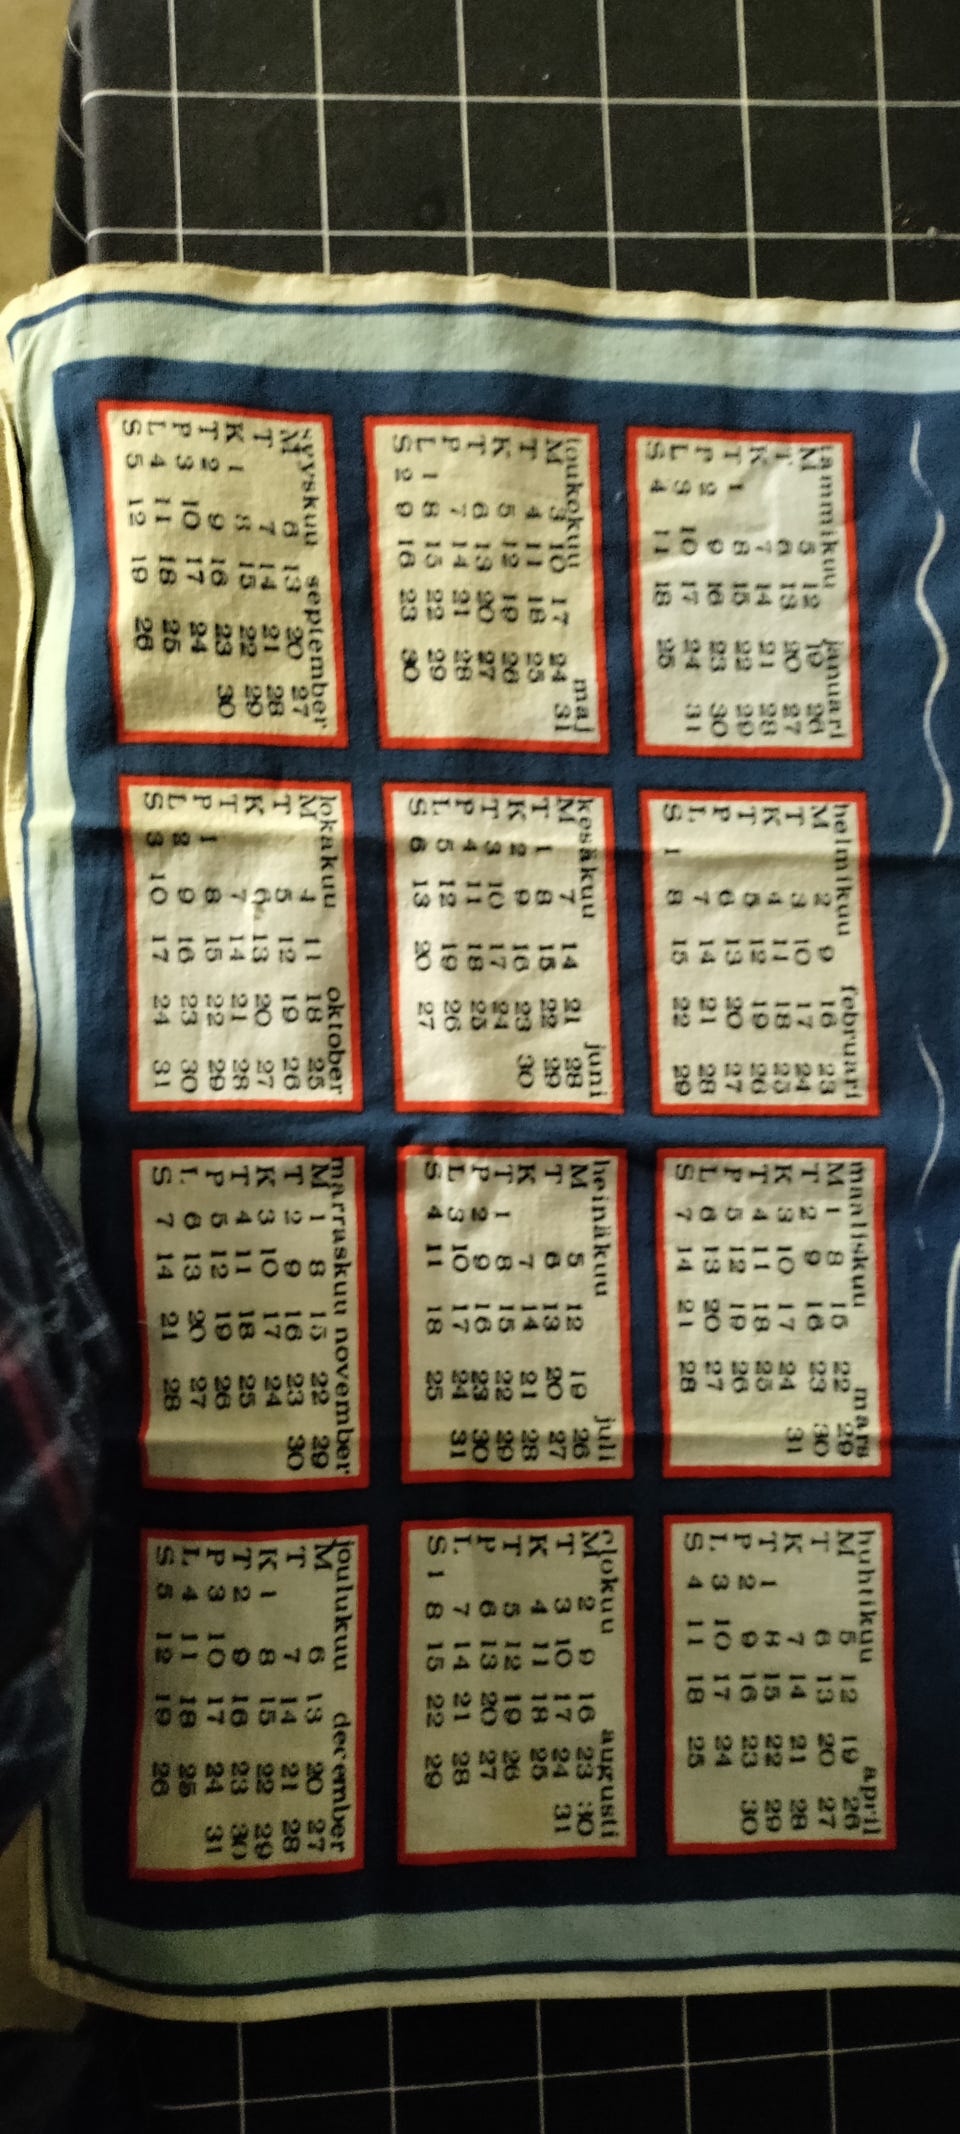 tammikuu januari
M 5 12 19 26
T 6 13 20 27
K 7 14 21 28
T 1 8 15 22 29
P 2 9 16 23 30
L 3 10 17 24 31
S 4 11 18 25
helmikuu februari
M 2 9 16 23
T 3 10 17 24
K 4 11 18 25
T 5 12 19 26
P 6 13 20 27
L 7 14 21 28
S 1 8 15 22 29
maaliskuu mars
M 1 8 15 22 29
T 2 9 16 23 30
K 3 10 17 24 31
T 4 11 18 25
P 5 12 19 26
L 6 13 20 27
S 7 14 21 28
huhtikuu april
M 5 12 19 26
T 6 13 20 27
K 7 14 21 28
T 1 8 15 22 29
P 2 9 16 23 30
L 3 10 17 24
S 4 11 18 25
toukokuu maj
M 3 10 17 24 31
T 4 11 18 25
K 5 12 19 26
T 6 13 20 27
P 7 14 21 28
L 1 8 15 22 29
S 2 9 16 23 30
kesäkuu juni
M 7 14 21 28
T 1 8 15 22 29
K 2 9 16 23 30
T 3 10 17 24
P 4 11 18 25
L 5 12 19 26
S 6 13 20 27
heinäkuu juli
M 5 12 19 26
T 6 13 20 27
K 7 14 21 28
T 1 8 15 22 29
P 2 9 16 23 30
L 3 10 17 24 31
S 4 11 18 25
elokuu augusti
M 2 9 16 23 30
T 3 10 17 24 31
K 4 11 18 25
T 5 12 19 26
P 6 13 20 27
L 7 14 21 28
S 1 8 15 22 29
syyskuu september
M 6 13 20 27
T 7 14 21 28
K 1 8 15 22 29
T 2 9 16 23 30
P 3 10 17 24
L 4 11 18 25
S 5 12 19 26
lokakuu oktober
M 4 11 18 25
T 5 12 19 26
K 6 13 20 27
T 7 14 21 28
P 1 8 15 22 29
L 2 9 16 23 30
S 3 10 17 24 31
marraskuu november
M 1 8 15 22 29
T 2 9 16 23 30
K 3 10 17 24
T 4 11 18 25
P 5 12 19 26
L 6 13 20 27
S 7 14 21 28
joulukuu december
M 6 13 20 27
T 7 14 21 28
K 1 8 15 22 29
T 2 9 16 23 30
P 3 10 17 24 31
L 4 11 18 25
S 5 12 19 26